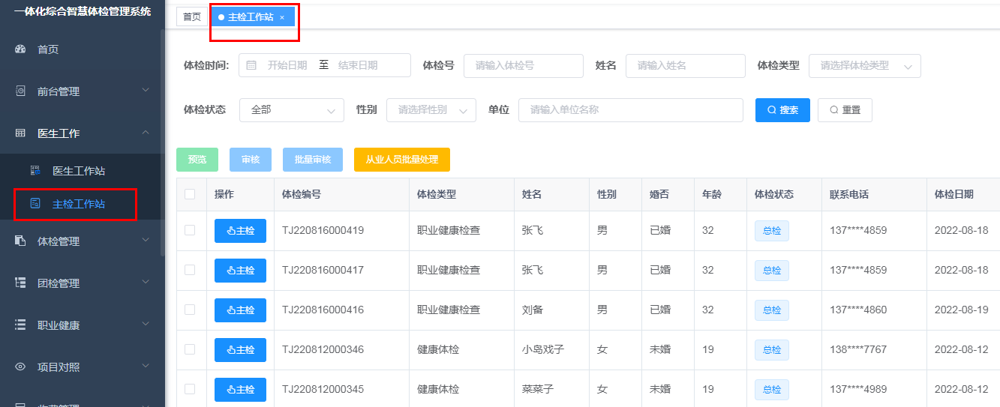 一体化综合智慧体检管理系统
首页
前台管理
医生工作
医生工作站
主检工作站
体检管理
团检管理
职业健康
项目对照
首页 主检工作站 ×
体检时间: 开始日期 至 结束日期 体检号 请输入体检号 姓名 请输入姓名 体检类型 请选择体检类型
体检状态 全部 性别 请选择性别 单位 请输入单位名称 搜索 重置
预览 审核 批量审核 从业人员批量处理
操作 体检编号 体检类型 姓名 性别 婚否 年龄 体检状态 联系电话 体检日期
主检 TJ220816000419 职业健康检查 张飞 男 已婚 32 总检 137****4859 2022-08-18
主检 TJ220816000417 职业健康检查 张飞 男 已婚 32 总检 137****4859 2022-08-18
主检 TJ220816000416 职业健康检查 刘备 男 已婚 32 总检 137****4860 2022-08-19
主检 TJ220812000346 健康体检 小岛戏子 女 未婚 19 总检 138****7767 2022-08-12
主检 TJ220812000345 健康体检 菜菜子 女 未婚 19 总检 137****4989 2022-08-12